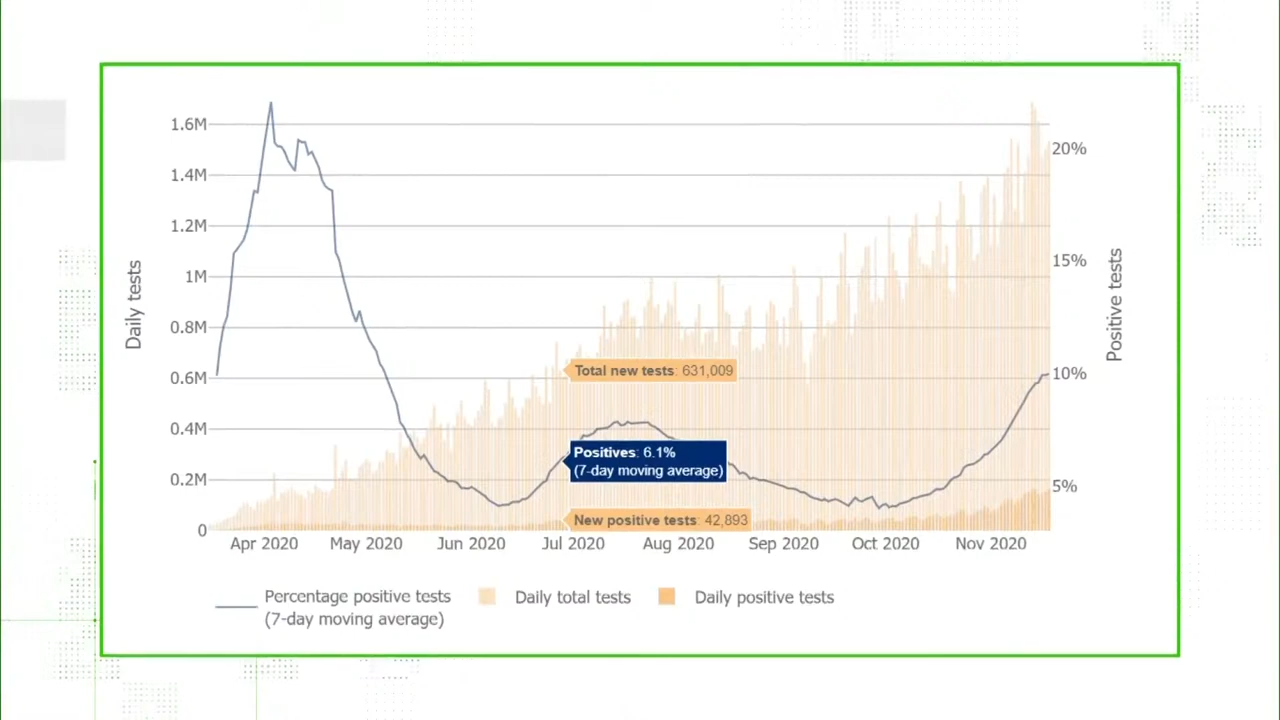 1.6M
1.4M
1.2M
1M
0.8M
0.6M
0.4M
0.2M
0
Daily tests
20%
15%
10%
5%
Positive tests
Total new tests: 631,009
Positives: 6.1%
(7-day moving average)
New positive tests: 42,893
Apr 2020 May 2020 Jun 2020 Jul 2020 Aug 2020 Sep 2020 Oct 2020 Nov 2020
Percentage positive tests
(7-day moving average)
Daily total tests
Daily positive tests